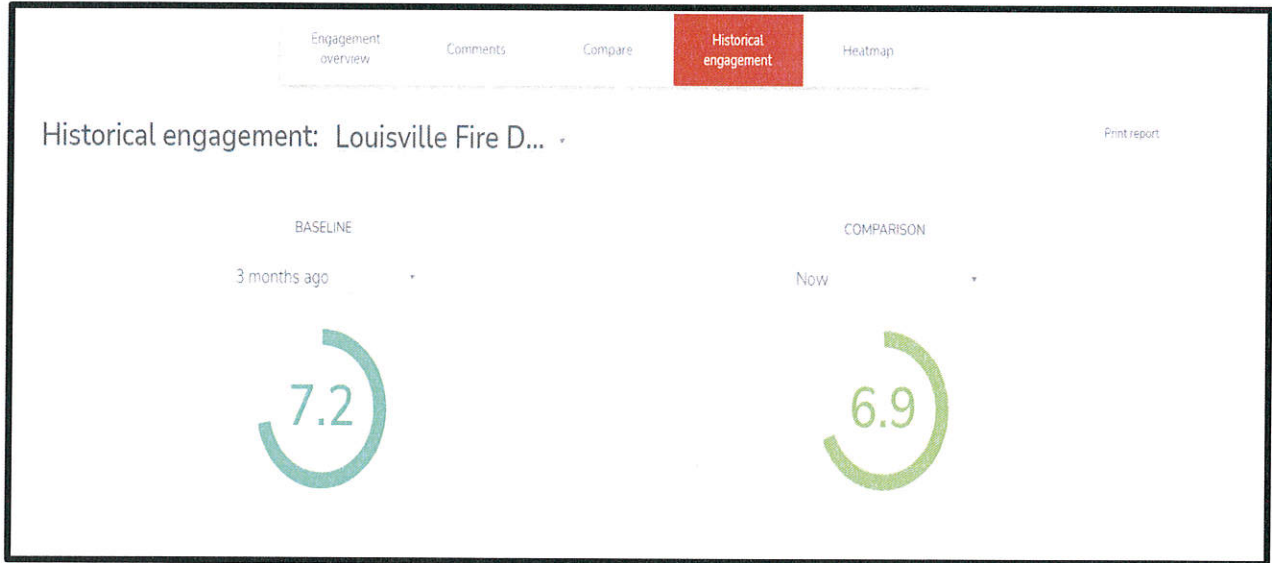 Engagement
overview
Comments
Compare
Historical
engagement
Heatmap
Historical engagement: Louisville Fire D...
Print report
BASELINE
COMPARISON
3 months ago
Now
7.2
6.9